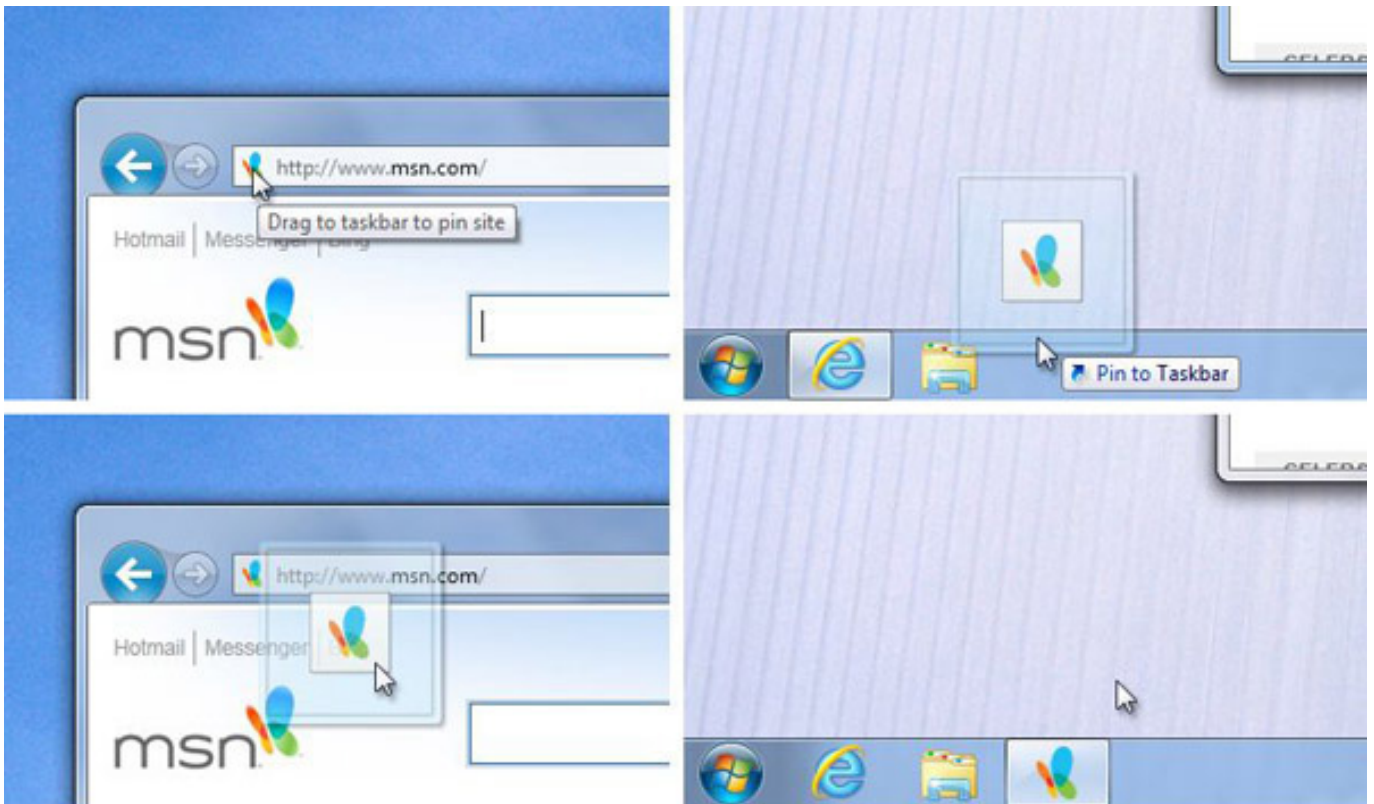 http://www.msn.com/
Drag to taskbar to pin site
Hotmail | Messenger | Bing
msn
Pin to Taskbar
http://www.msn.com/
Hotmail | Messenger
msn